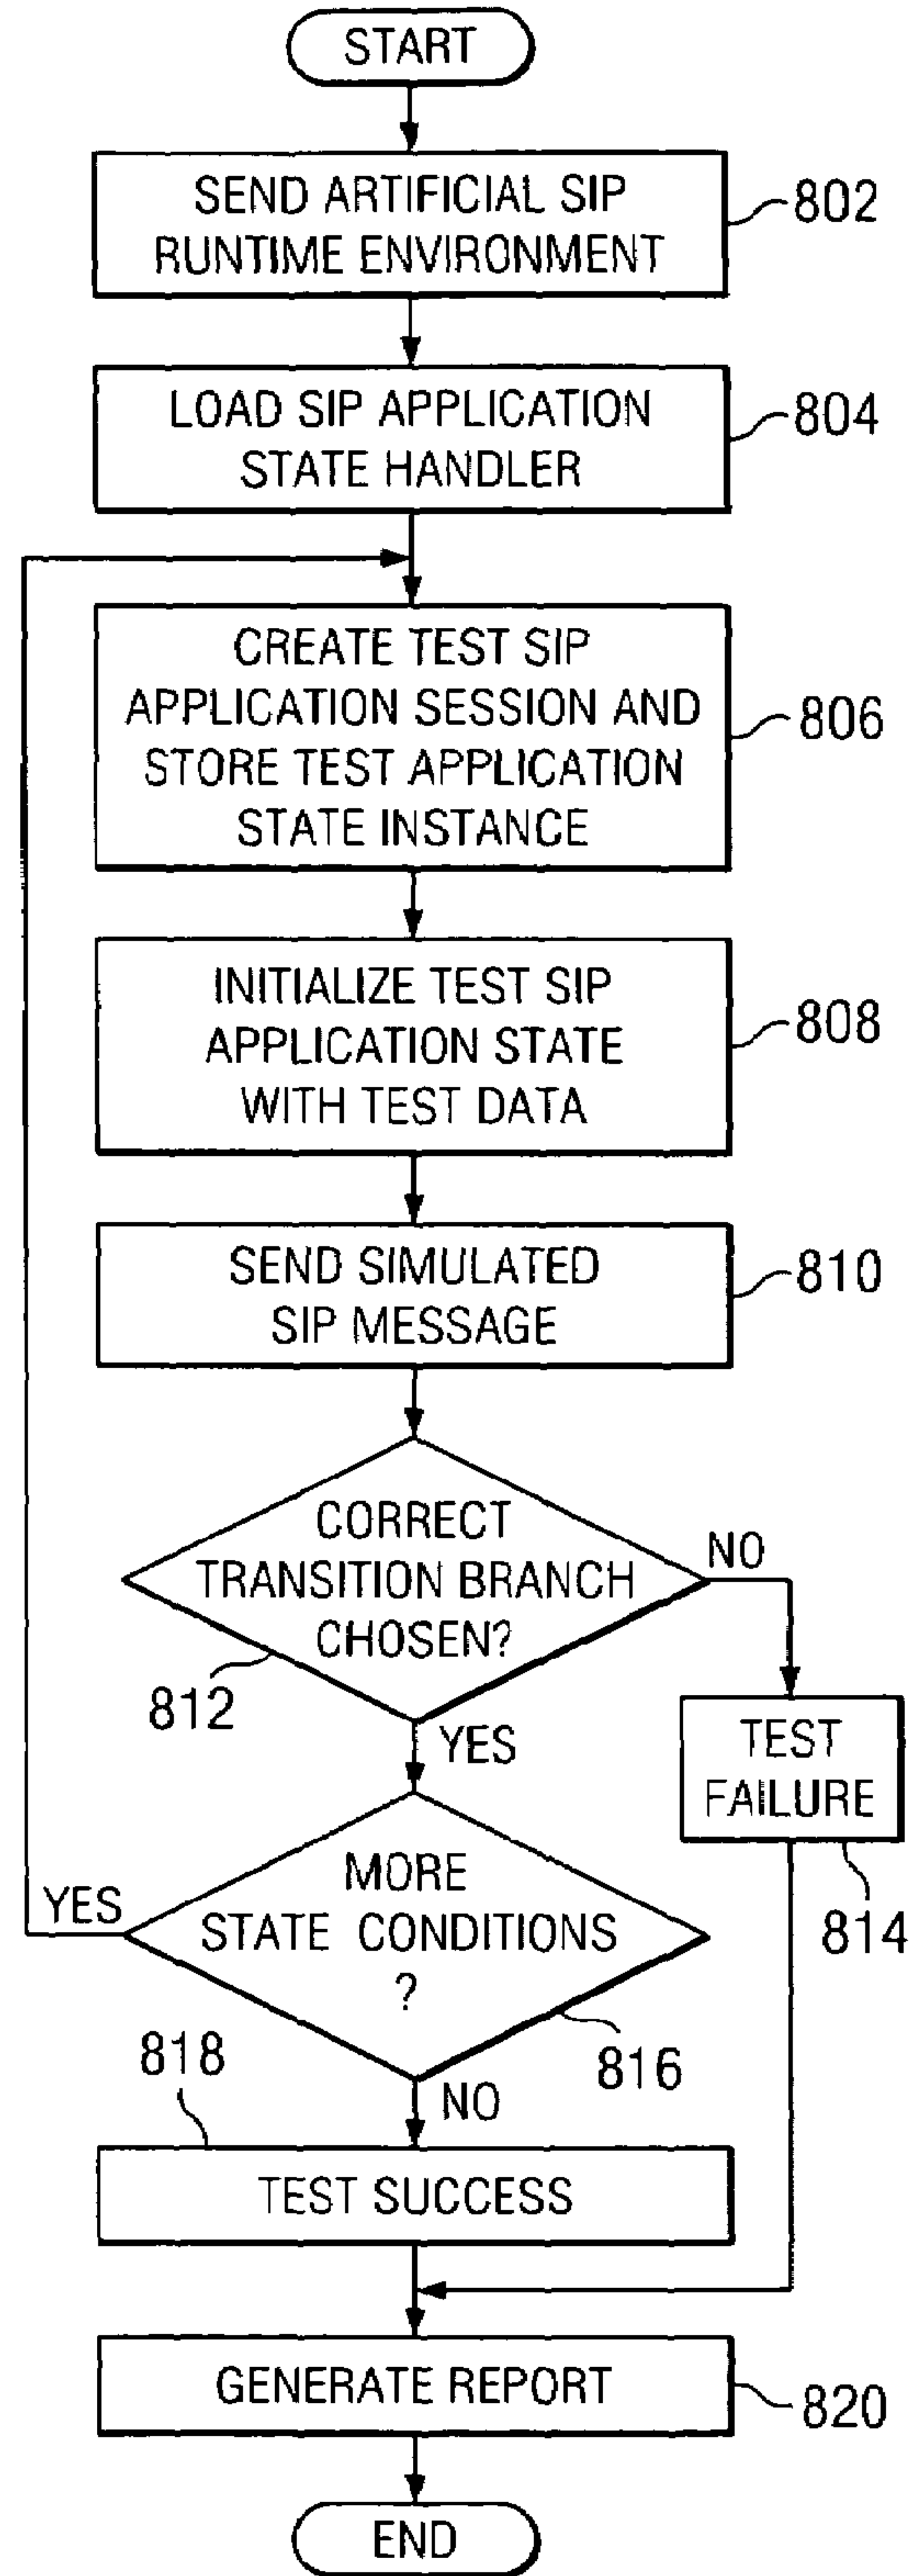 START
SEND ARTIFICIAL SIP
RUNTIME ENVIRONMENT
802
LOAD SIP APPLICATION
STATE HANDLER
804
CREATE TEST SIP
APPLICATION SESSION AND
STORE TEST APPLICATION
STATE INSTANCE
806
INITIALIZE TEST SIP
APPLICATION STATE
WITH TEST DATA
808
SEND SIMULATED
SIP MESSAGE
810
CORRECT
TRANSITION BRANCH
CHOSEN?
812
NO
TEST
FAILURE
814
YES
MORE
STATE CONDITIONS
?
816
YES
NO
818
TEST SUCCESS
GENERATE REPORT
820
END